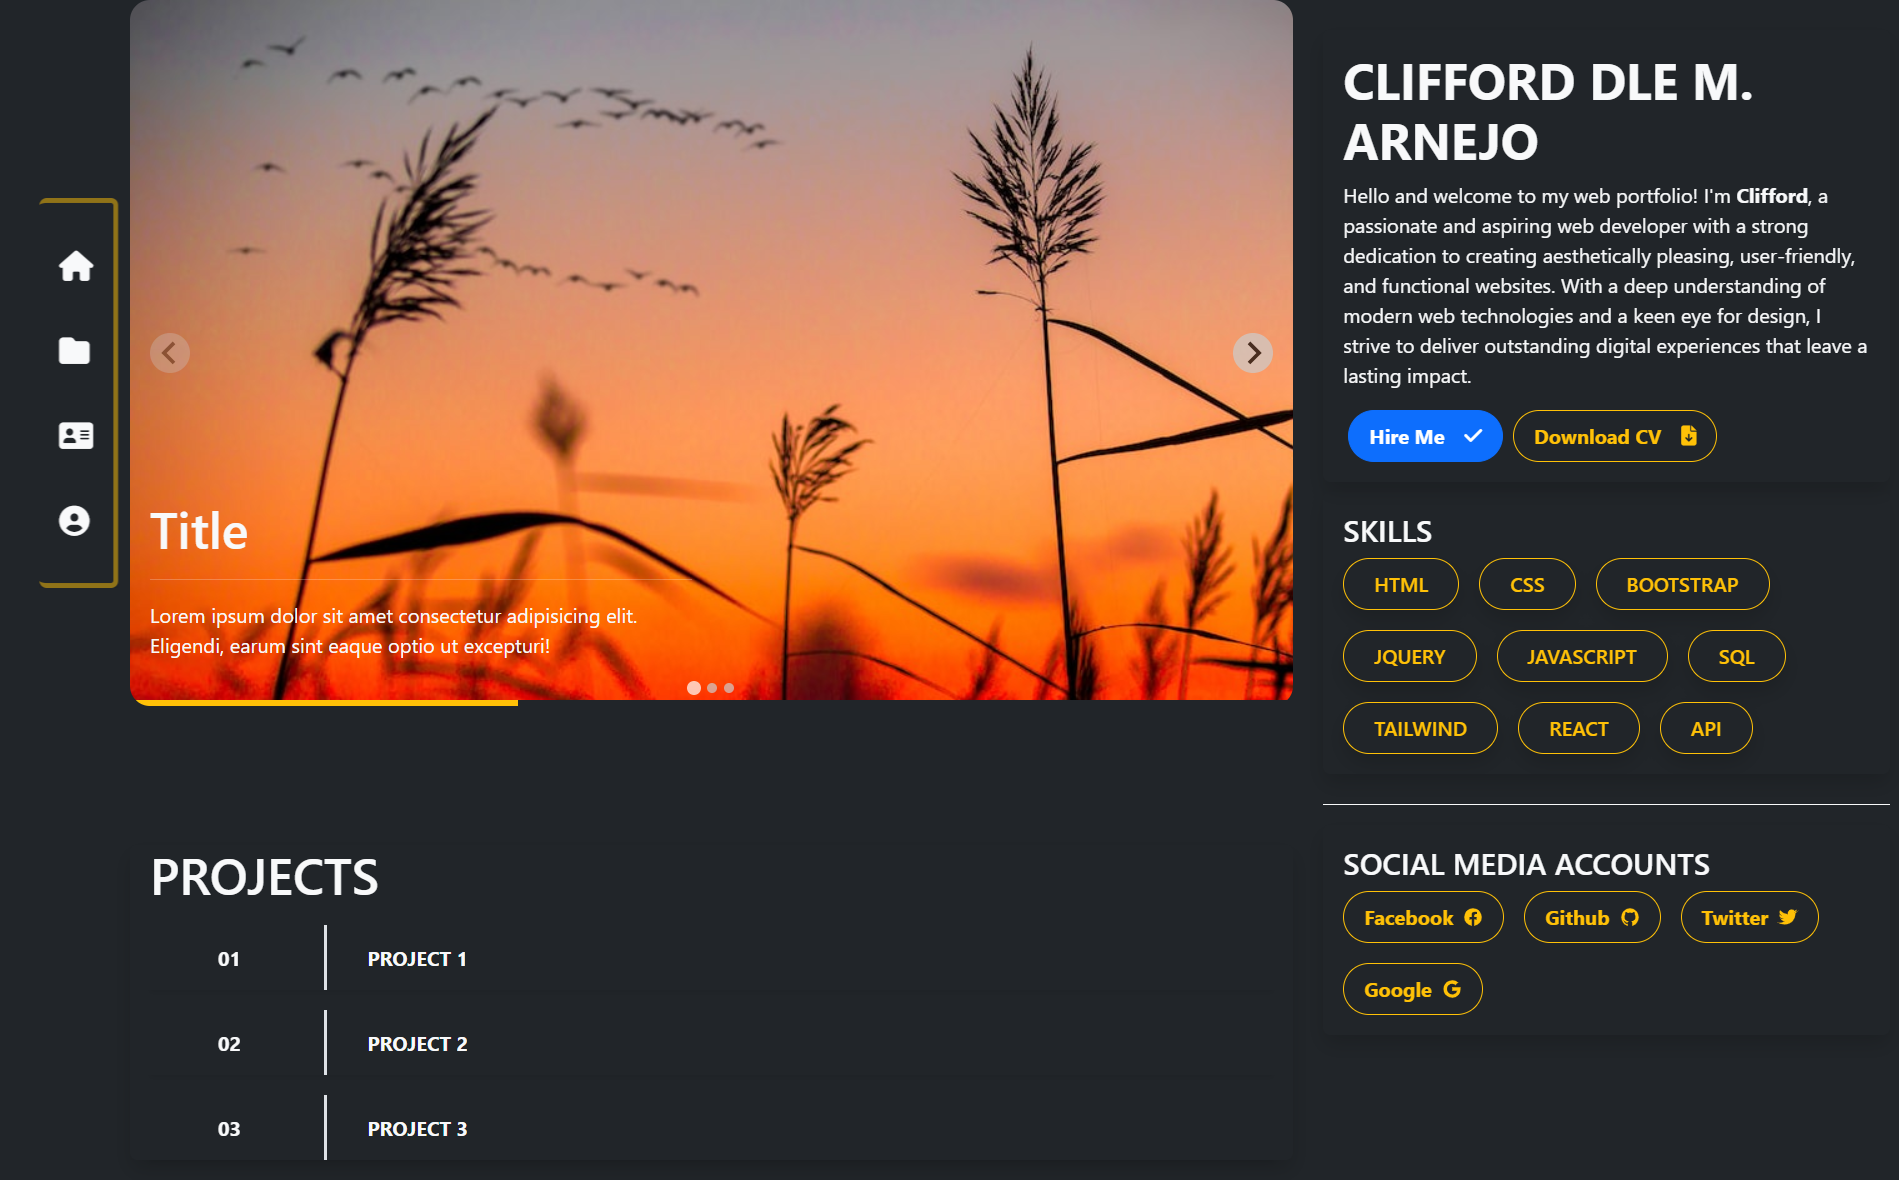 Title
Lorem ipsum dolor sit amet consectetur adipisicing elit.
Eligendi, earum sint eaque optio ut excepturi!
PROJECTS
01 PROJECT 1
02 PROJECT 2
03 PROJECT 3
CLIFFORD DLE M.
ARNEJO
Hello and welcome to my web portfolio! I'm Clifford, a
passionate and aspiring web developer with a strong
dedication to creating aesthetically pleasing, user-friendly,
and functional websites. With a deep understanding of
modern web technologies and a keen eye for design, I
strive to deliver outstanding digital experiences that leave a
lasting impact.
Hire Me Download CV
SKILLS
HTML CSS BOOTSTRAP
JQUERY JAVASCRIPT SQL
TAILWIND REACT API
SOCIAL MEDIA ACCOUNTS
Facebook Github Twitter
Google